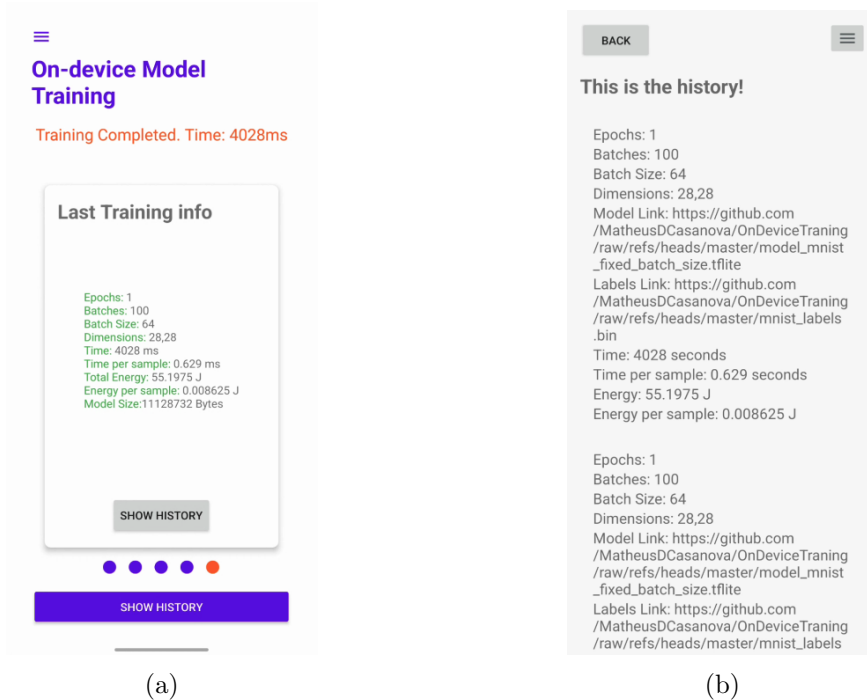 On-device Model
Training
Training Completed. Time: 4028ms
Last Training info
Epochs: 1
Batches: 100
Batch Size: 64
Dimensions: 28,28
Time: 4028 ms
Time per sample: 0.629 ms
Total Energy: 55.1975 J
Energy per sample: 0.008625 J
Model Size:11128732 Bytes
SHOW HISTORY
SHOW HISTORY
(a)
BACK
This is the history!
Epochs: 1
Batches: 100
Batch Size: 64
Dimensions: 28,28
Model Link: https://github.com
/MatheusDCasanova/OnDeviceTraning
/raw/refs/heads/master/model_mnist
_fixed_batch_size.tflite
Labels Link: https://github.com
/MatheusDCasanova/OnDeviceTraning
/raw/refs/heads/master/mnist_labels
.bin
Time: 4028 seconds
Time per sample: 0.629 seconds
Energy: 55.1975 J
Energy per sample: 0.008625 J
Epochs: 1
Batches: 100
Batch Size: 64
Dimensions: 28,28
Model Link: https://github.com
/MatheusDCasanova/OnDeviceTraning
/raw/refs/heads/master/model_mnist
_fixed_batch_size.tflite
Labels Link: https://github.com
/MatheusDCasanova/OnDeviceTraning
/raw/refs/heads/master/mnist_labels
(b)